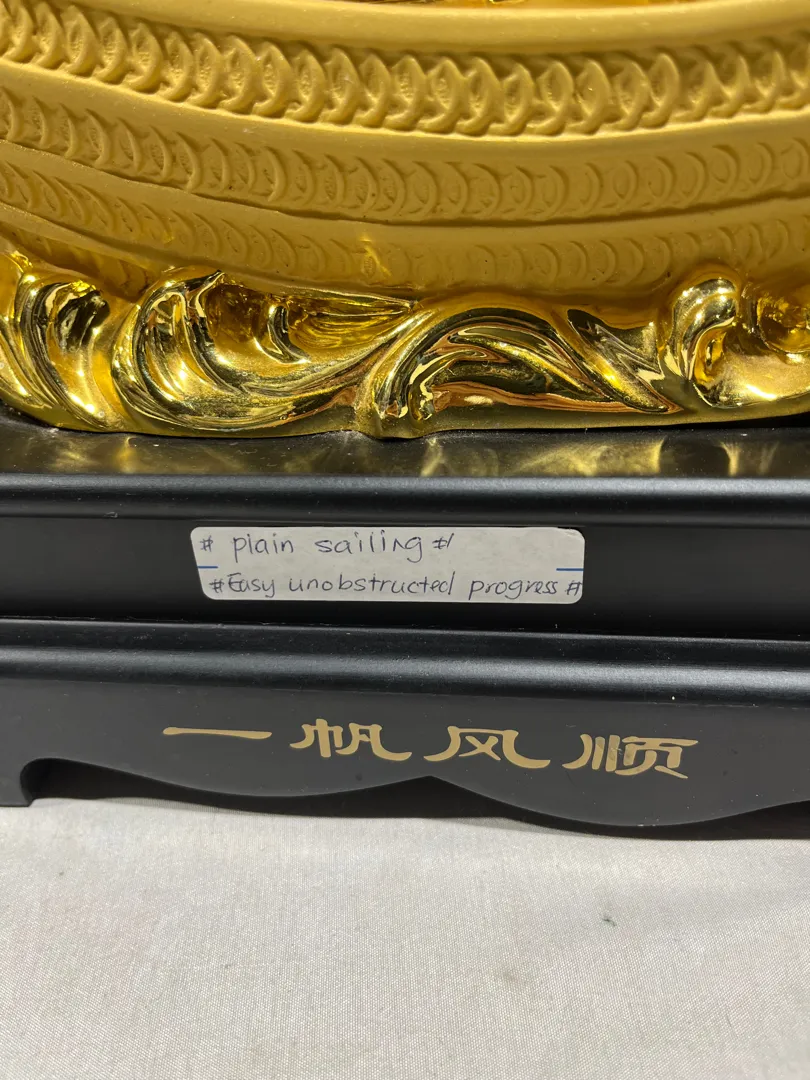 # plain sailing #
#Easy unobstructed progress #
一帆风顺